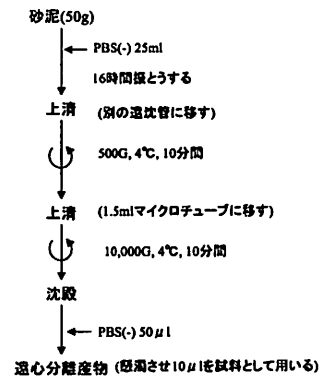 砂泥(50g)
PBS(-) 25ml
16時間振とうする
上清 (別の遠沈管に移す)
500G, 4℃, 10分間
上清 (1.5mlマイクロチューブに移す)
10,000G, 4℃, 10分間
沈殿
PBS(-) 50μl
遠心分離産物 (懸濁させ10μlを試料として用いる)